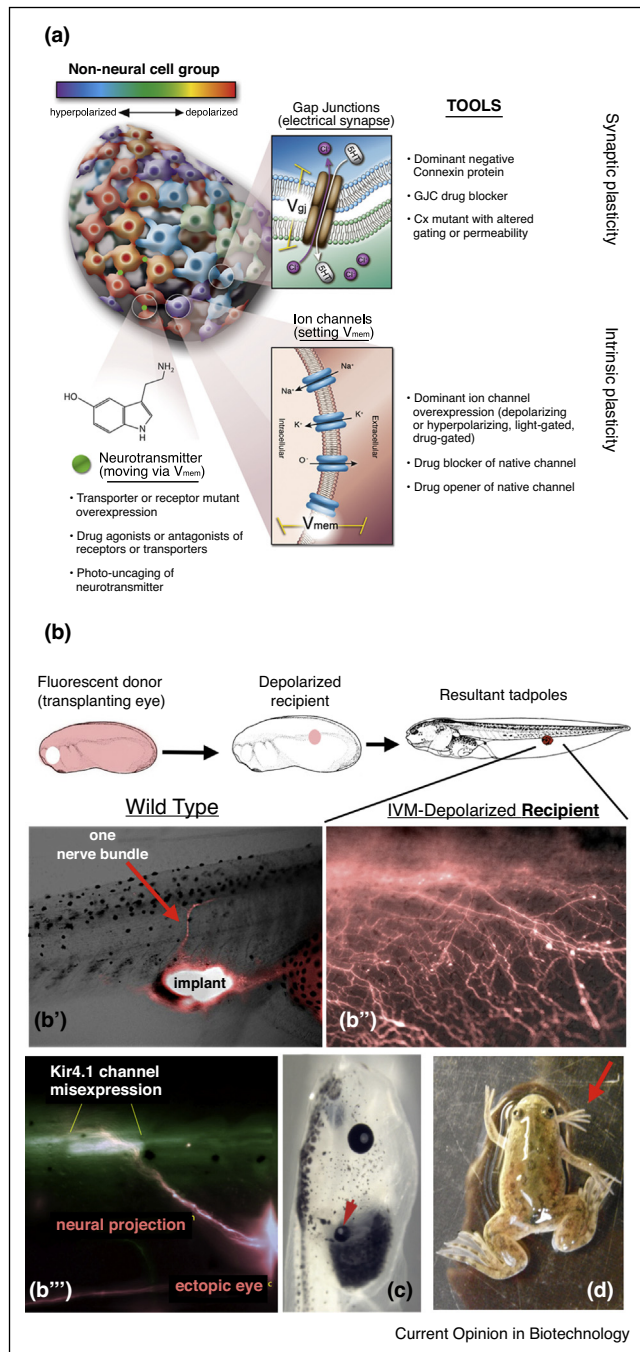 (a)
Non-neural cell group
hyperpolarized
depolarized
Gap Junctions
(electrical synapse)
Cl
5HT
Vgj
5HT
Cl
Cl
Cl
TOOLS
• Dominant negative
Connexin protein
• GJC drug blocker
• Cx mutant with altered
gating or permeability
Synaptic plasticity
HO
NH2
N
H
Neurotransmitter
(moving via Vmem)
• Transporter or receptor mutant
overexpression
• Drug agonists or antagonists of
receptors or transporters
• Photo-uncaging of
neurotransmitter
Ion channels
(setting Vmem)
Na+
Na+
K+
K+
O-
Intracellular
Extracellular
Vmem
• Dominant ion channel
overexpression (depolarizing
or hyperpolarizing, light-gated,
drug-gated)
• Drug blocker of native channel
• Drug opener of native channel
Intrinsic plasticity
(b)
Fluorescent donor
(transplanting eye)
Depolarized
recipient
Resultant tadpoles
Wild Type
IVM-Depolarized Recipient
one
nerve bundle
implant
(b')
(b")
Kir4.1 channel
misexpression
neural projection
ectopic eye
(b"')
(c)
(d)
Current Opinion in Biotechnology